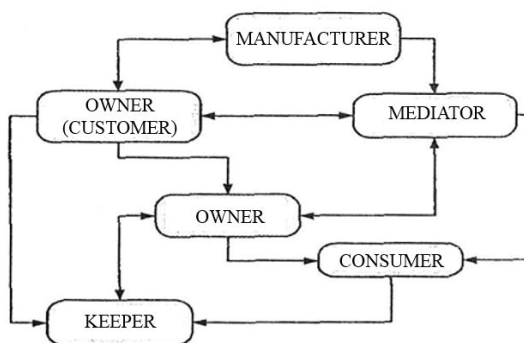 MANUFACTURER
OWNER
(CUSTOMER)
MEDIATOR
OWNER
CONSUMER
KEEPER